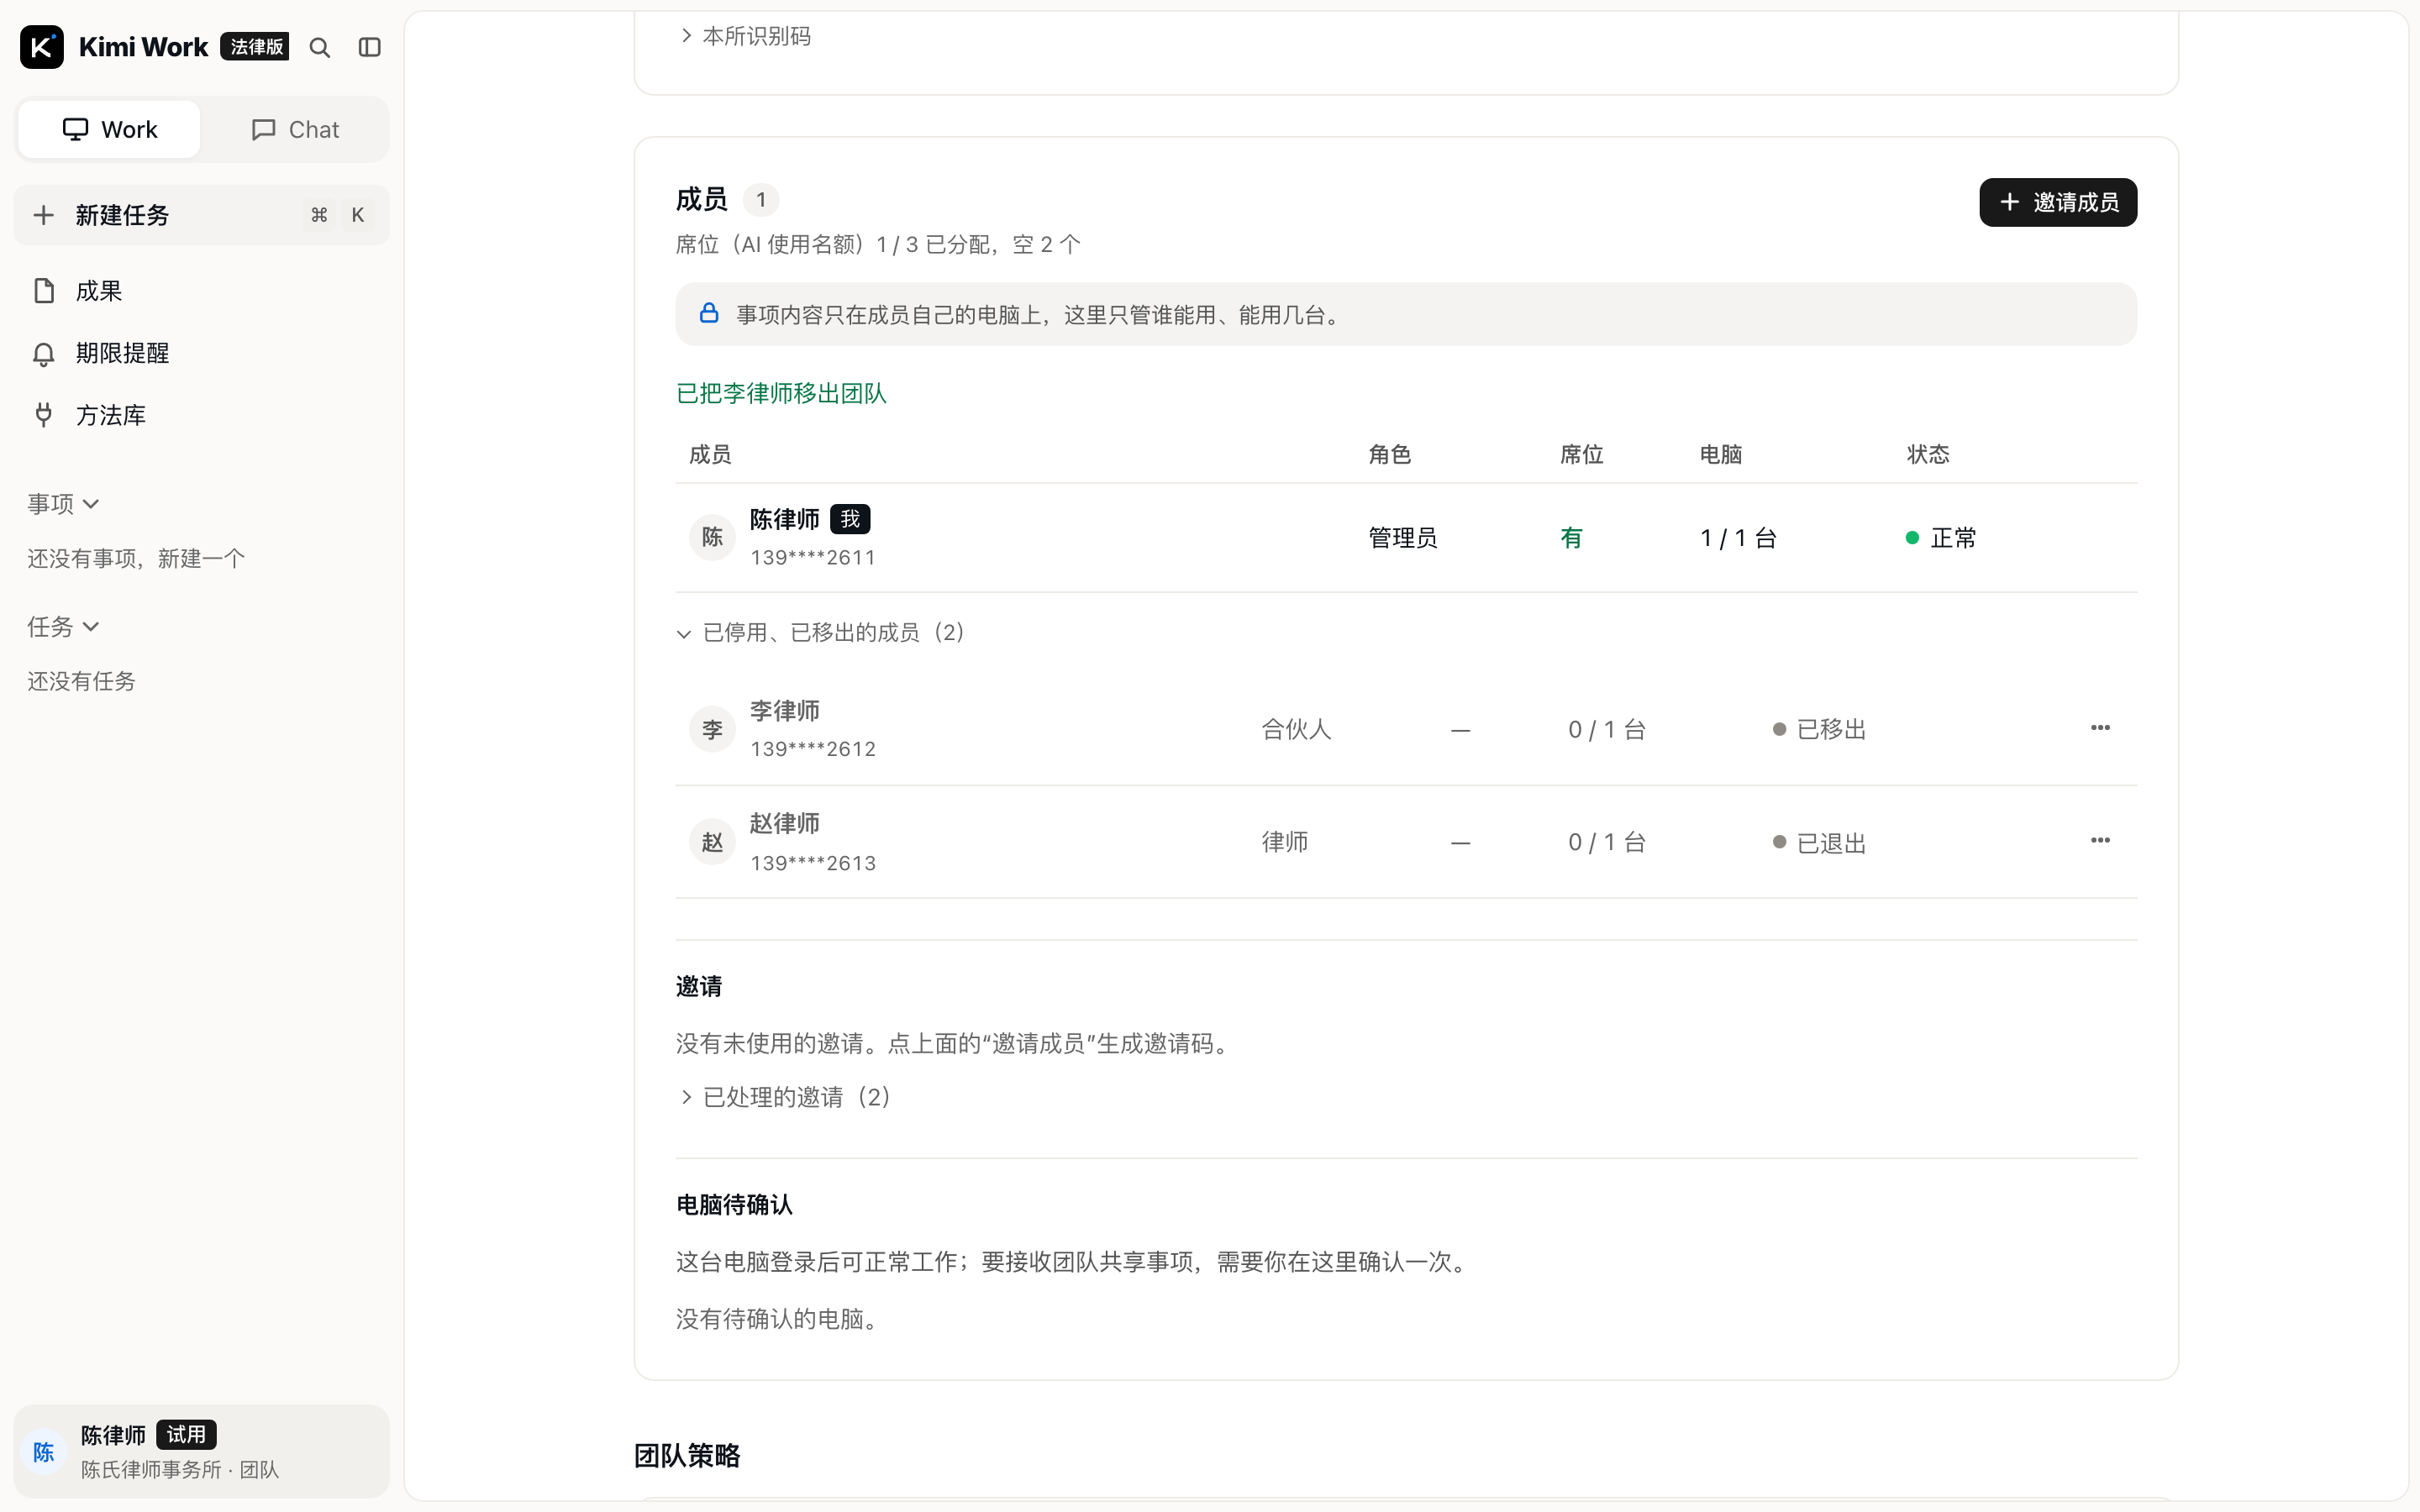 Kimi Work 法律版
Work
Chat
新建任务 ⌘ K
成果
期限提醒
方法库
事项
还没有事项，新建一个
任务
还没有任务
陈
陈律师 试用
陈氏律师事务所 · 团队
本所识别码
成员 1
邀请成员
席位（AI 使用名额）1 / 3 已分配，空 2 个
事项内容只在成员自己的电脑上，这里只管谁能用、能用几台。
已把李律师移出团队
成员 角色 席位 电脑 状态
陈 陈律师 我 管理员 有 1 / 1 台 正常
139****2611
已停用、已移出的成员（2）
李 李律师 合伙人 — 0 / 1 台 已移出
139****2612
赵 赵律师 律师 — 0 / 1 台 已退出
139****2613
邀请
没有未使用的邀请。点上面的“邀请成员”生成邀请码。
已处理的邀请（2）
电脑待确认
这台电脑登录后可正常工作；要接收团队共享事项，需要你在这里确认一次。
没有待确认的电脑。
团队策略